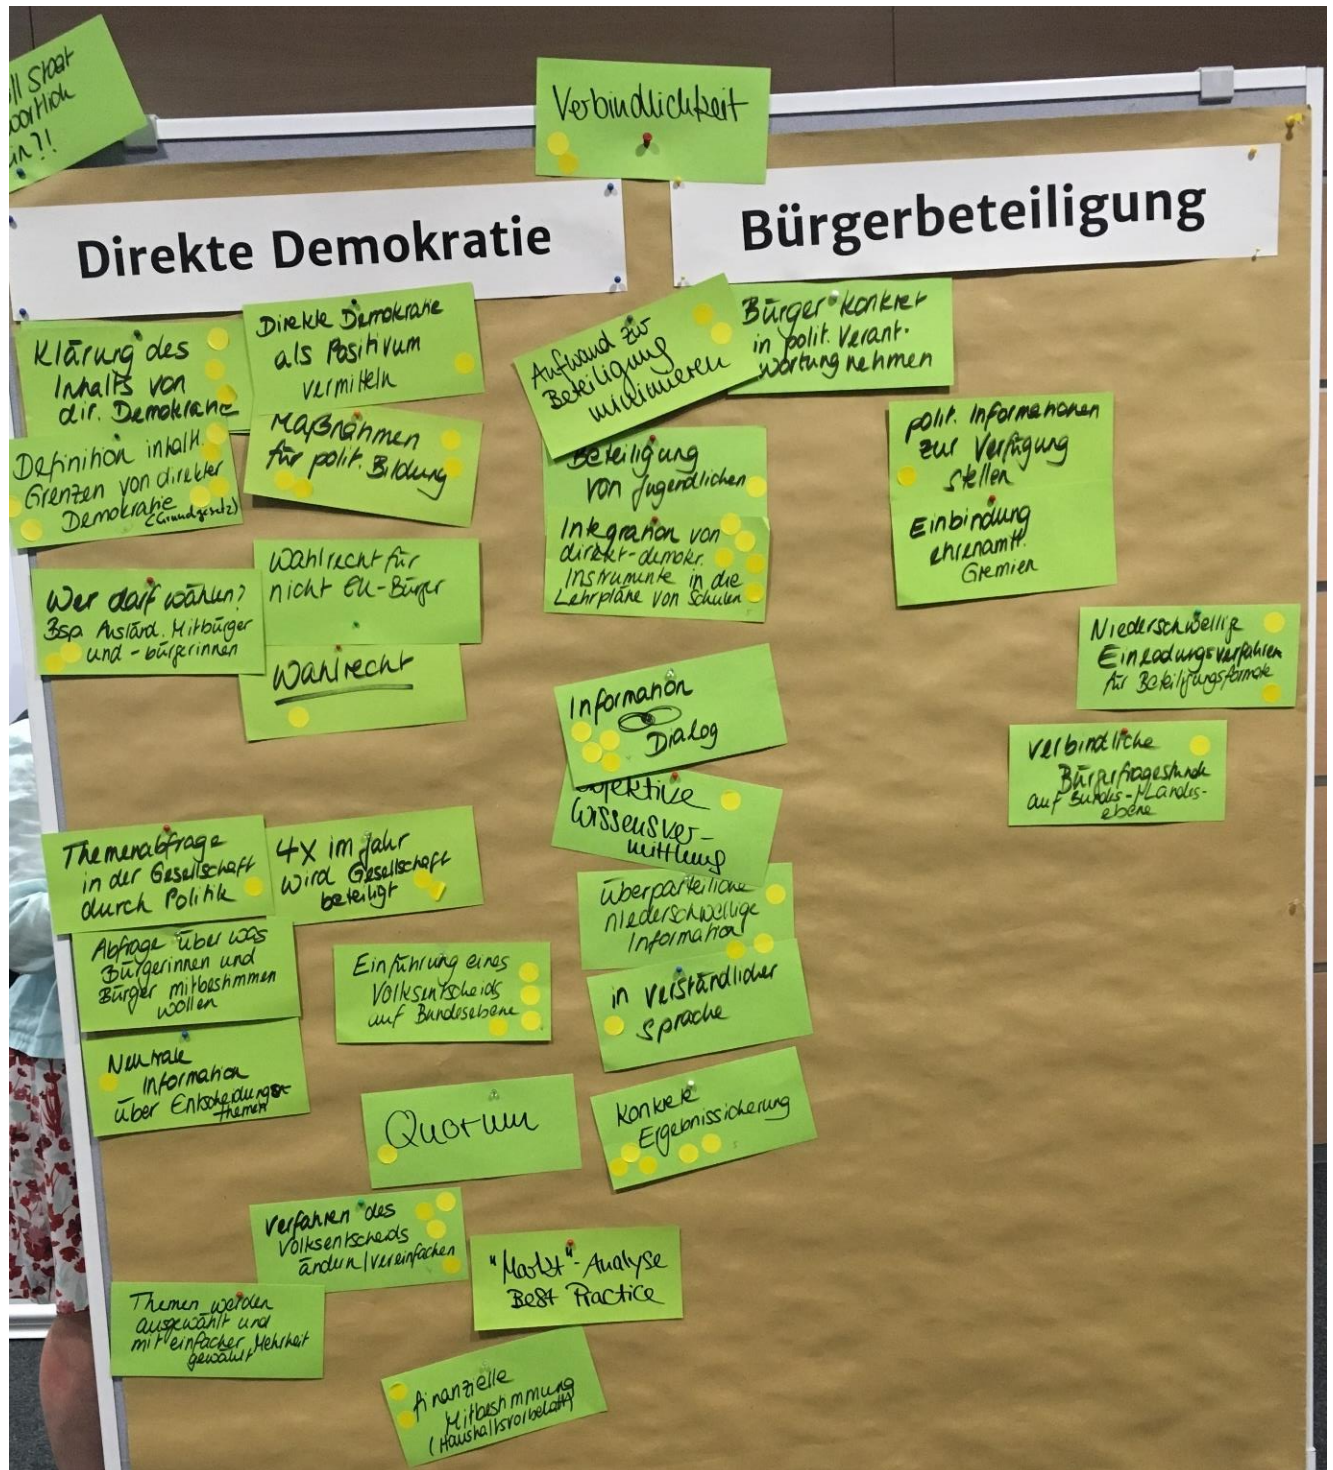 ll Staat
?!
Verbindlichkeit
Direkte Demokratie
Klärung des
Inhalts von
dir. Demokratie
Direkte Demokratie
als Positivum
vermitteln
Definition inhalt.
Grenzen von direkter
Demokratie
(Grundgesetz)
Maßnahmen
für polit. Bildung
Wer darf wählen?
Bsp. Ausländ. Mitbürger
und -bürgerinnen
Wahlrecht für
nicht EU-Bürger
Wahlrecht
Themenabfrage
in der Gesellschaft
durch Politik
4x im Jahr
wird Gesellschaft
beteiligt
Abfrage über was
Bürgerinnen und
Bürger mitbestimmen
wollen
Einführung eines
Volksentscheids
auf Bundesebene
Neutrale
Information
über Entscheidungs-
themen
Quorum
Verfahren des
Volksentscheids
ändern/vereinfachen
"Markt"-Analyse
Best Practice
Themen werden
ausgewählt und
mit einfacher Mehrheit
gewählt
finanzielle
Mitbestimmung
(Haushaltsvorbehalt)
Bürgerbeteiligung
Aufwand zur
Beteiligung
minimieren
Bürger konkret
in polit. Verant-
wortung nehmen
Beteiligung
von Jugendlichen
Integration von
direkt-demokr.
Instrumente in die
Lehrpläne von Schulen
polit. Informationen
zur Verfügung
stellen
Einbindung
ehrenamtl.
Gremien
Niederschwellige
Einladungsverfahren
für Beteiligungsformate
Verbindliche
Bürgerfragestunde
auf Bundes-/Landes-
ebene
Information
Dialog
Wissensver-
mittlung
überparteiliche
niederschwellige
Information
in verständlicher
Sprache
Konkrete
Ergebnissicherung